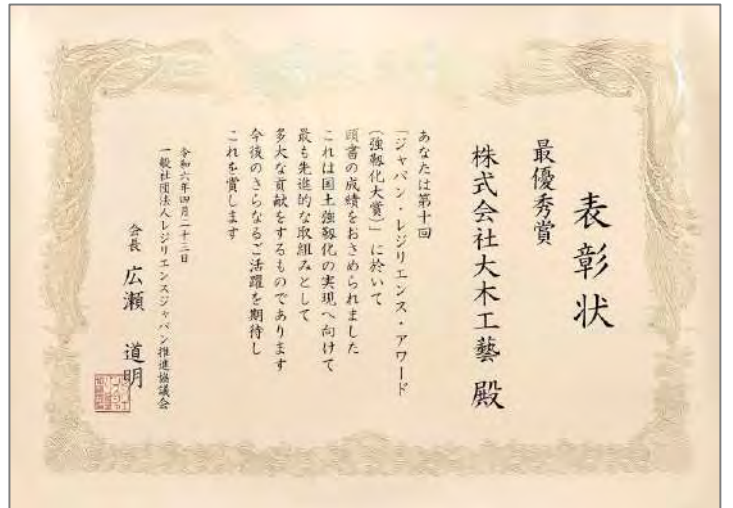 表彰状
最優秀賞
株式会社大木工藝 殿
あなたは第十回
「ジャパン・レジリエンス・アワード
(強靱化大賞)」に於いて
頭書の成績をおさめられました
これは国土強靱化の実現へ向けて
最も先進的な取組みとして
多大な貢献をするものであります
今後のさらなるご活躍を期待し
これを賞します
令和六年四月二十二日
一般社団法人レジリエンスジャパン推進協議会
会長 広瀬 道明